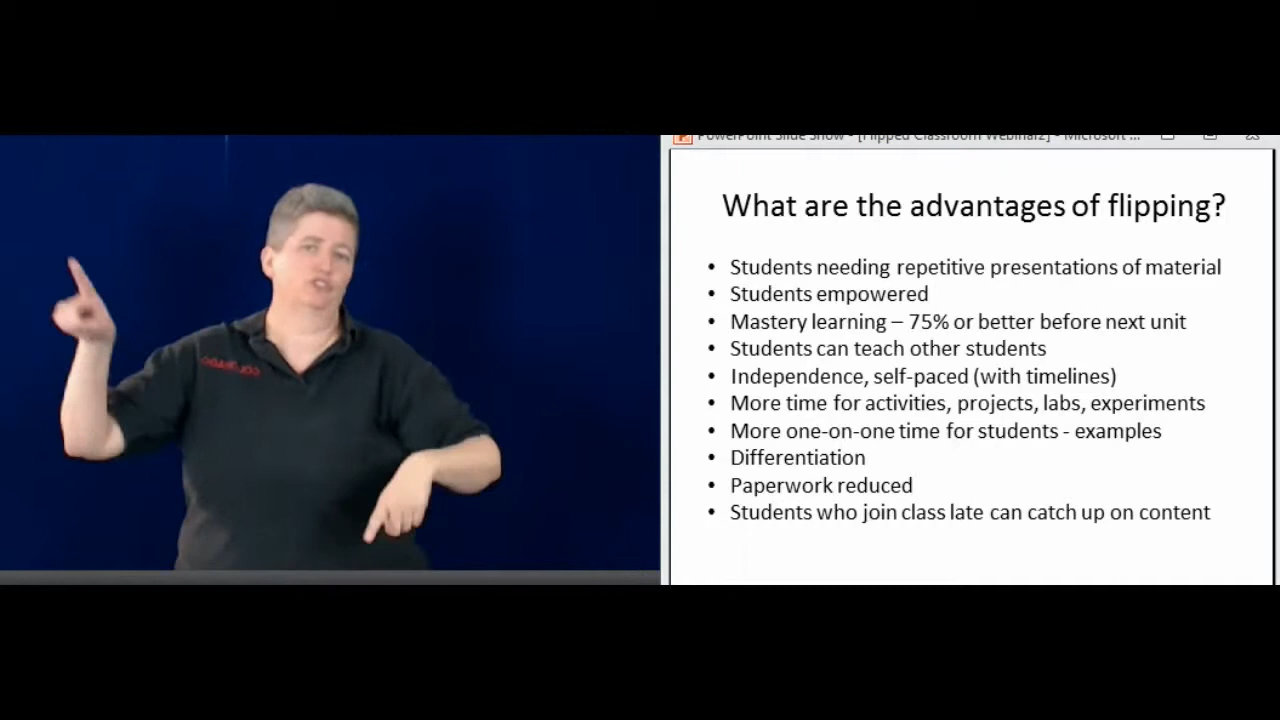 PowerPoint Slide Show - [Flipped Classroom Webinar2] - Microsoft ...
What are the advantages of flipping?
• Students needing repetitive presentations of material
• Students empowered
• Mastery learning – 75% or better before next unit
• Students can teach other students
• Independence, self-paced (with timelines)
• More time for activities, projects, labs, experiments
• More one-on-one time for students - examples
• Differentiation
• Paperwork reduced
• Students who join class late can catch up on content